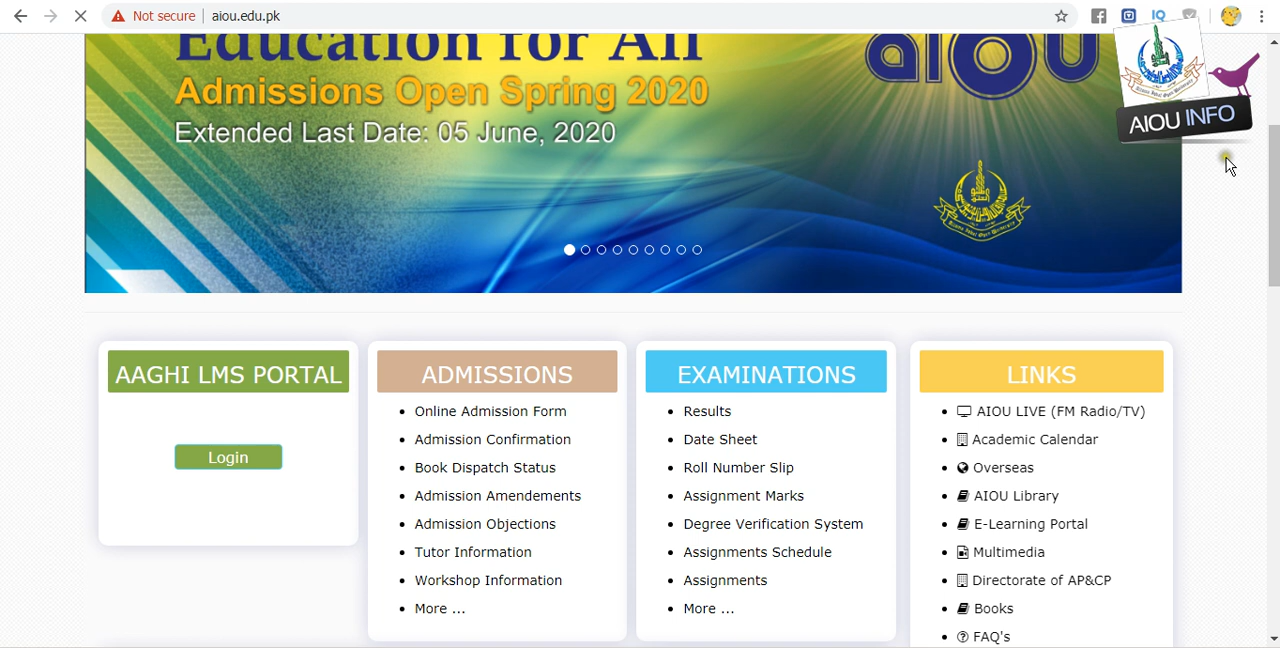 Not secure | aiou.edu.pk
IQ
Education for All
aiou
Admissions Open Spring 2020
Extended Last Date: 05 June, 2020
AIOU INFO
AAGHI LMS PORTAL
Login
ADMISSIONS
Online Admission Form
Admission Confirmation
Book Dispatch Status
Admission Amendements
Admission Objections
Tutor Information
Workshop Information
More ...
EXAMINATIONS
Results
Date Sheet
Roll Number Slip
Assignment Marks
Degree Verification System
Assignments Schedule
Assignments
More ...
LINKS
AIOU LIVE (FM Radio/TV)
Academic Calendar
Overseas
AIOU Library
E-Learning Portal
Multimedia
Directorate of AP&CP
Books
FAQ's